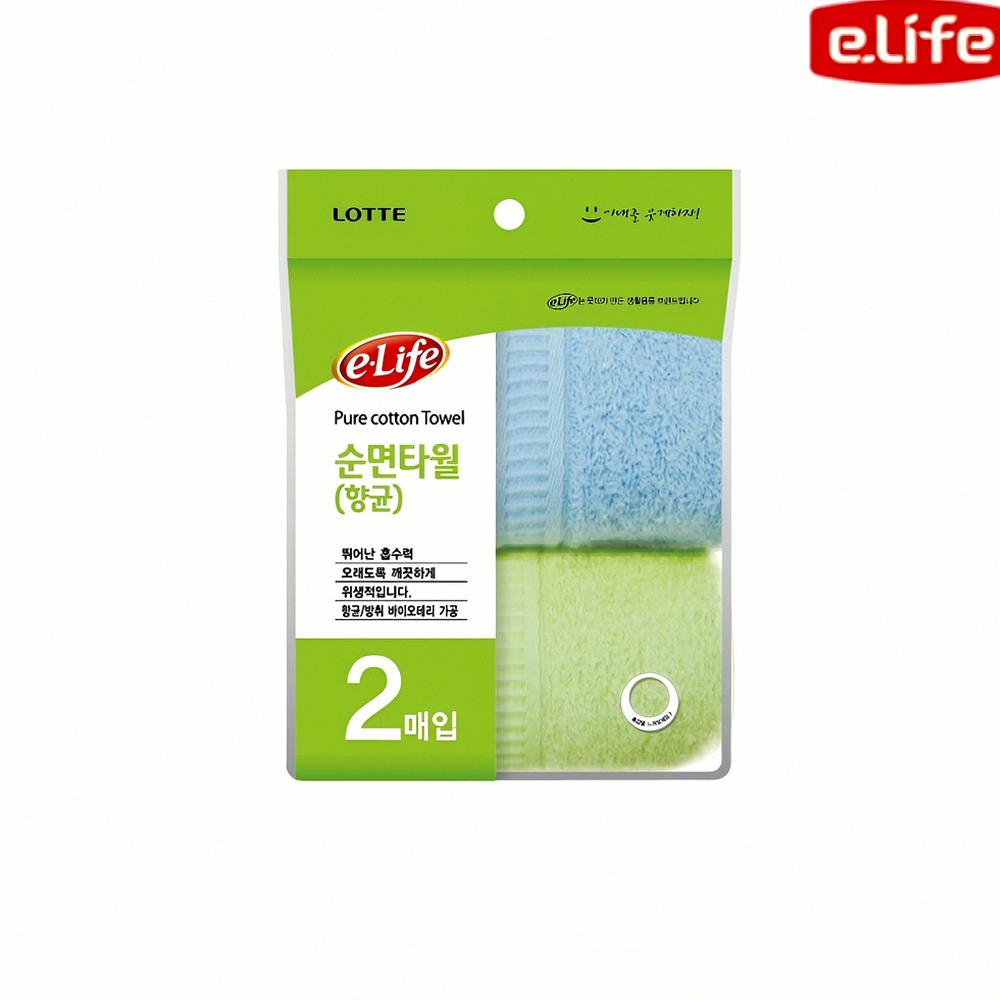 e.Life
LOTTE
e.Life
e·Life
Pure cotton Towel
순면타월
(향균)
뛰어난 흡수력
오래도록 깨끗하게
위생적입니다.
항균/방취 바이오테리 가공
2매입